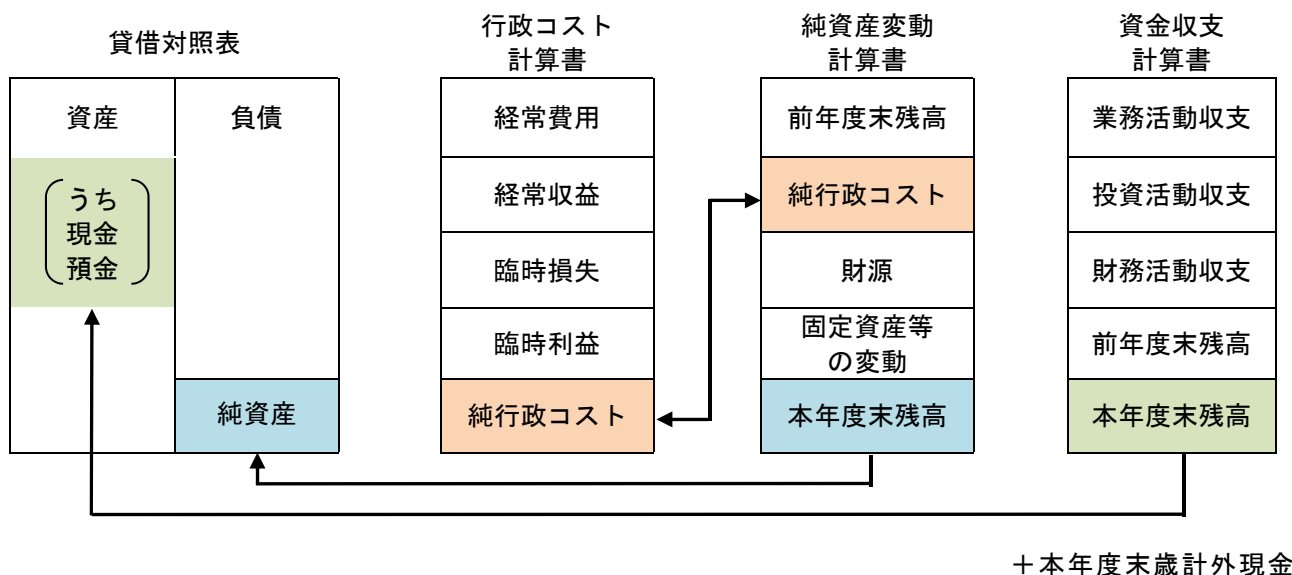 貸借対照表
資産
負債
うち
現金
預金
純資産
行政コスト
計算書
経常費用
経常収益
臨時損失
臨時利益
純行政コスト
純資産変動
計算書
前年度末残高
純行政コスト
財源
固定資産等
の変動
本年度末残高
資金収支
計算書
業務活動収支
投資活動収支
財務活動収支
前年度末残高
本年度末残高
＋本年度末歳計外現金